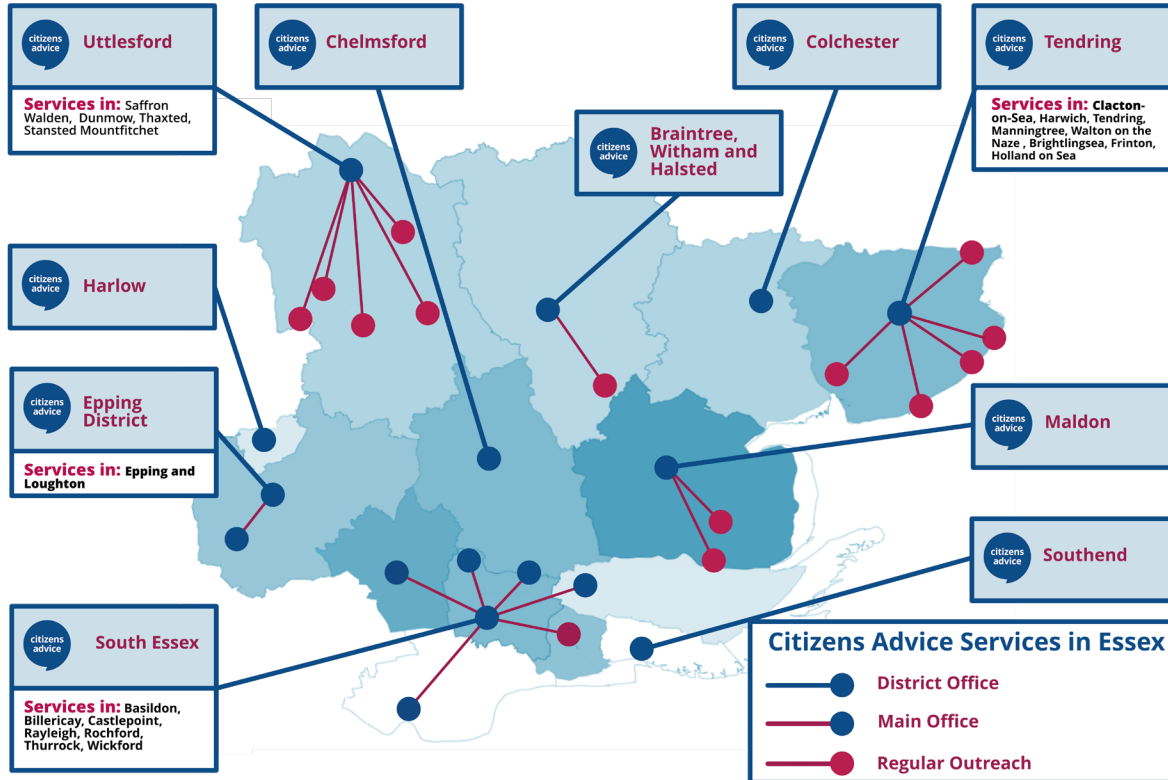 citizens
advice
Uttlesford
Services in: Saffron
Walden, Dunmow, Thaxted,
Stansted Mountfitchet
citizens
advice
Chelmsford
citizens
advice
Colchester
citizens
advice
Tendring
Services in: Clacton-
on-Sea, Harwich, Tendring,
Manningtree, Walton on the
Naze , Brightlingsea, Frinton,
Holland on Sea
citizens
advice
Braintree,
Witham and
Halsted
citizens
advice
Harlow
citizens
advice
Epping
District
Services in: Epping and
Loughton
citizens
advice
Maldon
citizens
advice
Southend
citizens
advice
South Essex
Services in: Basildon,
Billericay, Castlepoint,
Rayleigh, Rochford,
Thurrock, Wickford
Citizens Advice Services in Essex
District Office
Main Office
Regular Outreach